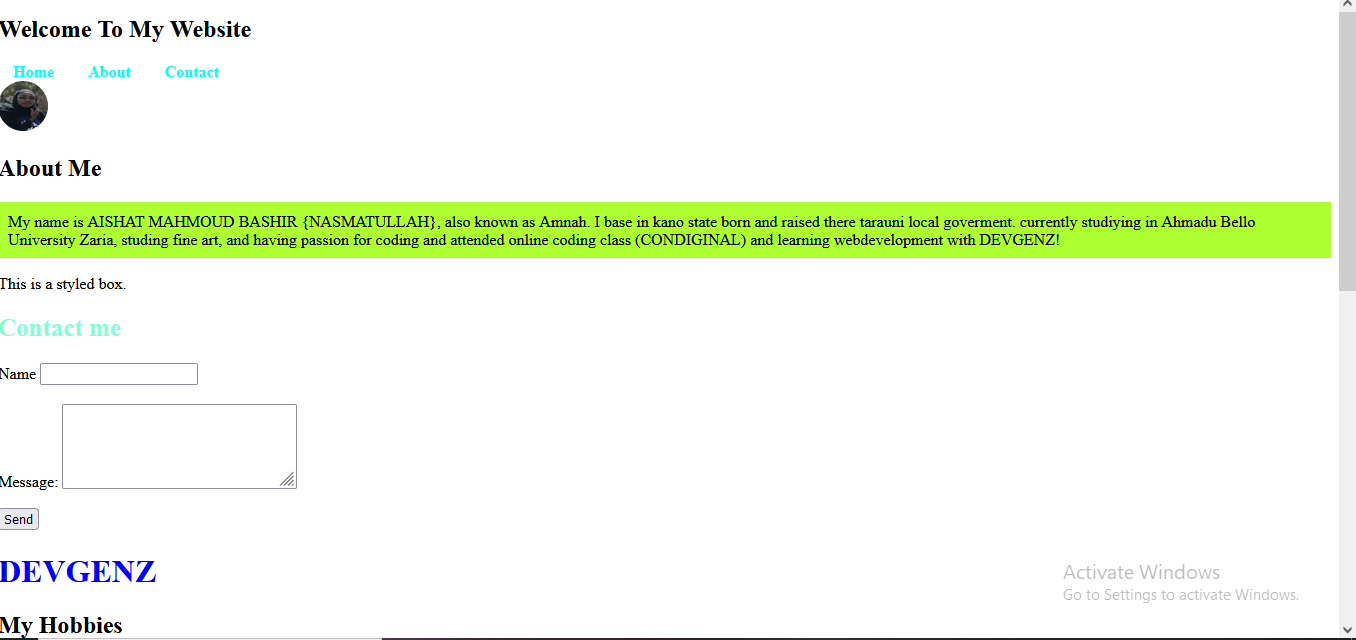 Welcome To My Website
Home About Contact
About Me
My name is AISHAT MAHMOUD BASHIR {NASMATULLAH}, also known as Amnah. I base in kano state born and raised there tarauni local goverment. currently studiying in Ahmadu Bello
University Zaria, studing fine art, and having passion for coding and attended online coding class (CONDIGINAL) and learning webdevelopment with DEVGENZ!
This is a styled box.
Contact me
Name
Message:
Send
DEVGENZ
Activate Windows
Go to Settings to activate Windows.
My Hobbies